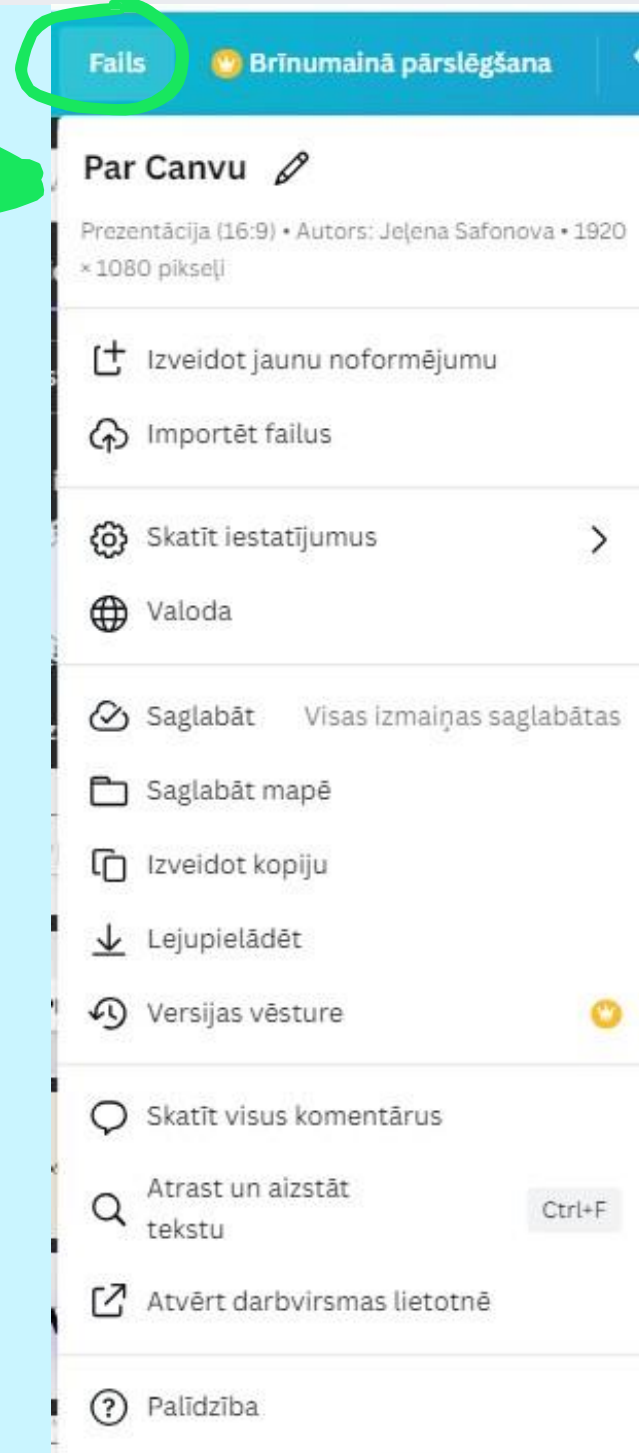 Fails Brīnumainā pārslēgšana
Par Canvu
Prezentācija (16:9) • Autors: Jeļena Safonova • 1920
× 1080 pikseļi
Izveidot jaunu noformējumu
Importēt failus
Skatīt iestatījumus
Valoda
Saglabāt Visas izmaiņas saglabātas
Saglabāt mapē
Izveidot kopiju
Lejupielādēt
Versijas vēsture
Skatīt visus komentārus
Atrast un aizstāt
tekstu
Ctrl+F
Atvērt darbvirsmas lietotnē
Palīdzība